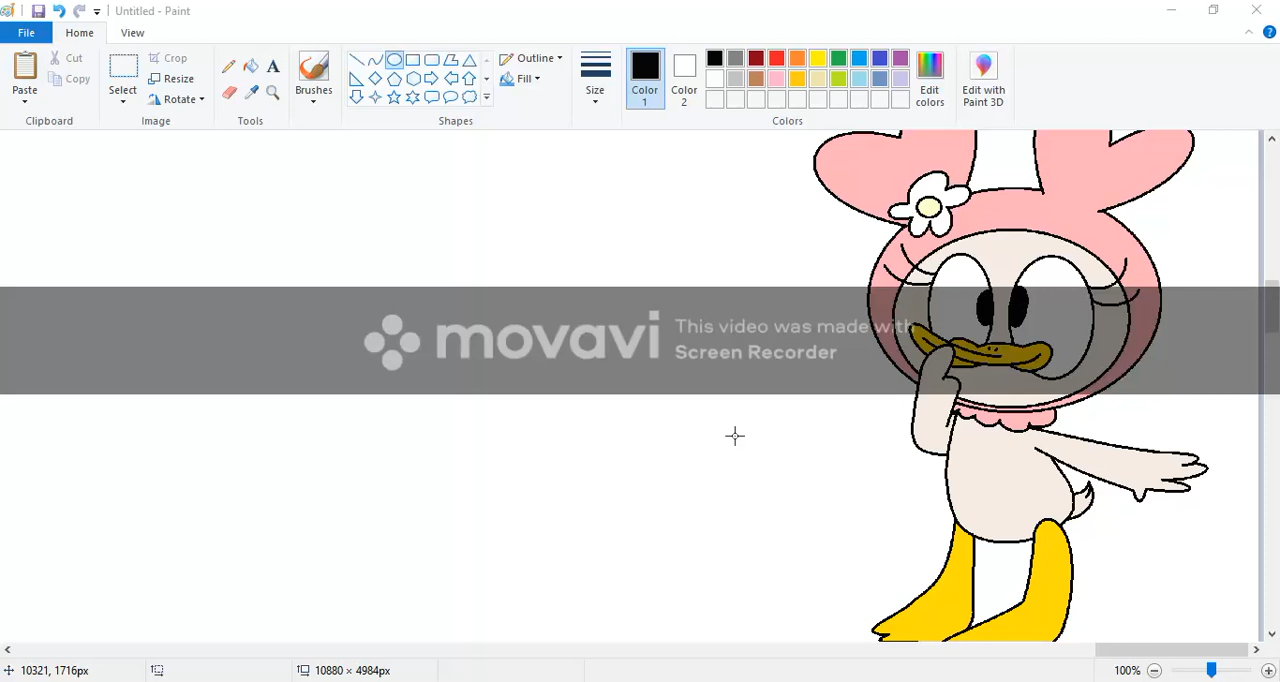 Untitled - Paint
File Home View
Cut
Copy
Paste
Clipboard
Select
Crop
Resize
Rotate
Image
A
Tools
Brushes
Shapes
Outline
Fill
Size
Color 1
Color 2
Edit colors
Edit with Paint 3D
Colors
movavi
This video was made with
Screen Recorder
10321, 1716px
10880 × 4984px
100%